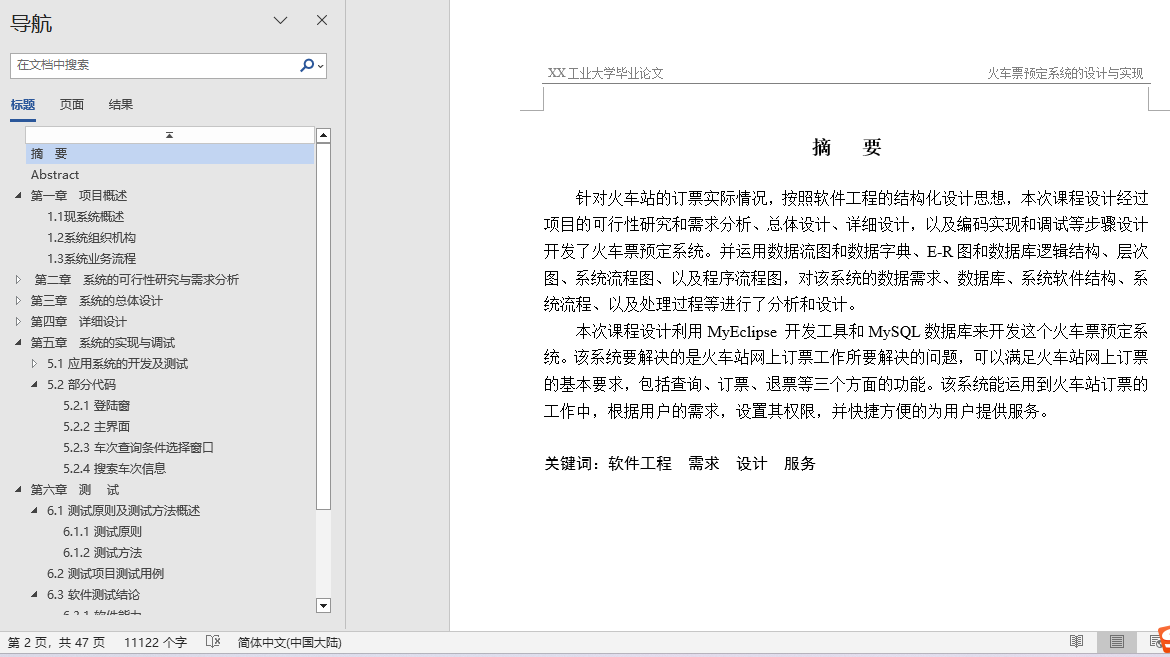 导航
在文档中搜索
标题 页面 结果
摘 要
Abstract
第一章 项目概述
1.1现系统概述
1.2系统组织机构
1.3系统业务流程
第二章 系统的可行性研究与需求分析
第三章 系统的总体设计
第四章 详细设计
第五章 系统的实现与调试
5.1 应用系统的开发及测试
5.2 部分代码
5.2.1 登陆窗
5.2.2 主界面
5.2.3 车次查询条件选择窗口
5.2.4 搜索车次信息
第六章 测 试
6.1 测试原则及测试方法概述
6.1.1 测试原则
6.1.2 测试方法
6.2 测试项目测试用例
6.3 软件测试结论
6.3.1 软件能力
XX工业大学毕业论文 火车票预定系统的设计与实现
摘 要
针对火车站的订票实际情况，按照软件工程的结构化设计思想，本次课程设计经过
项目的可行性研究和需求分析、总体设计、详细设计，以及编码实现和调试等步骤设计
开发了火车票预定系统。并运用数据流图和数据字典、E-R 图和数据库逻辑结构、层次
图、系统流程图、以及程序流程图，对该系统的数据需求、数据库、系统软件结构、系
统流程、以及处理过程等进行了分析和设计。
本次课程设计利用 MyEclipse 开发工具和 MySQL 数据库来开发这个火车票预定系
统。该系统要解决的是火车站网上订票工作所要解决的问题，可以满足火车站网上订票
的基本要求，包括查询、订票、退票等三个方面的功能。该系统能运用到火车站订票的
工作中，根据用户的需求，设置其权限，并快捷方便的为用户提供服务。
关键词：软件工程 需求 设计 服务
第 2 页，共 47 页 11122 个字 简体中文(中国大陆)